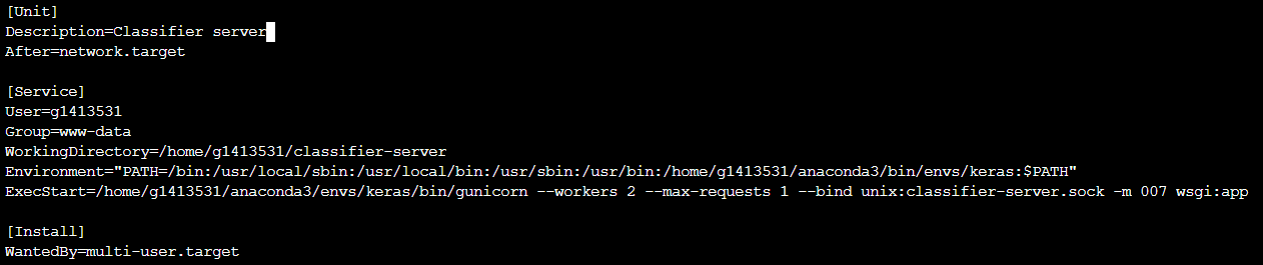 [Unit]
Description=Classifier server
After=network.target
[Service]
User=g1413531
Group=www-data
WorkingDirectory=/home/g1413531/classifier-server
Environment="PATH=/bin:/usr/local/sbin:/usr/local/bin:/usr/sbin:/usr/bin:/home/g1413531/anaconda3/bin/envs/keras:$PATH"
ExecStart=/home/g1413531/anaconda3/envs/keras/bin/gunicorn --workers 2 --max-requests 1 --bind unix:classifier-server.sock -m 007 wsgi:app
[Install]
WantedBy=multi-user.target